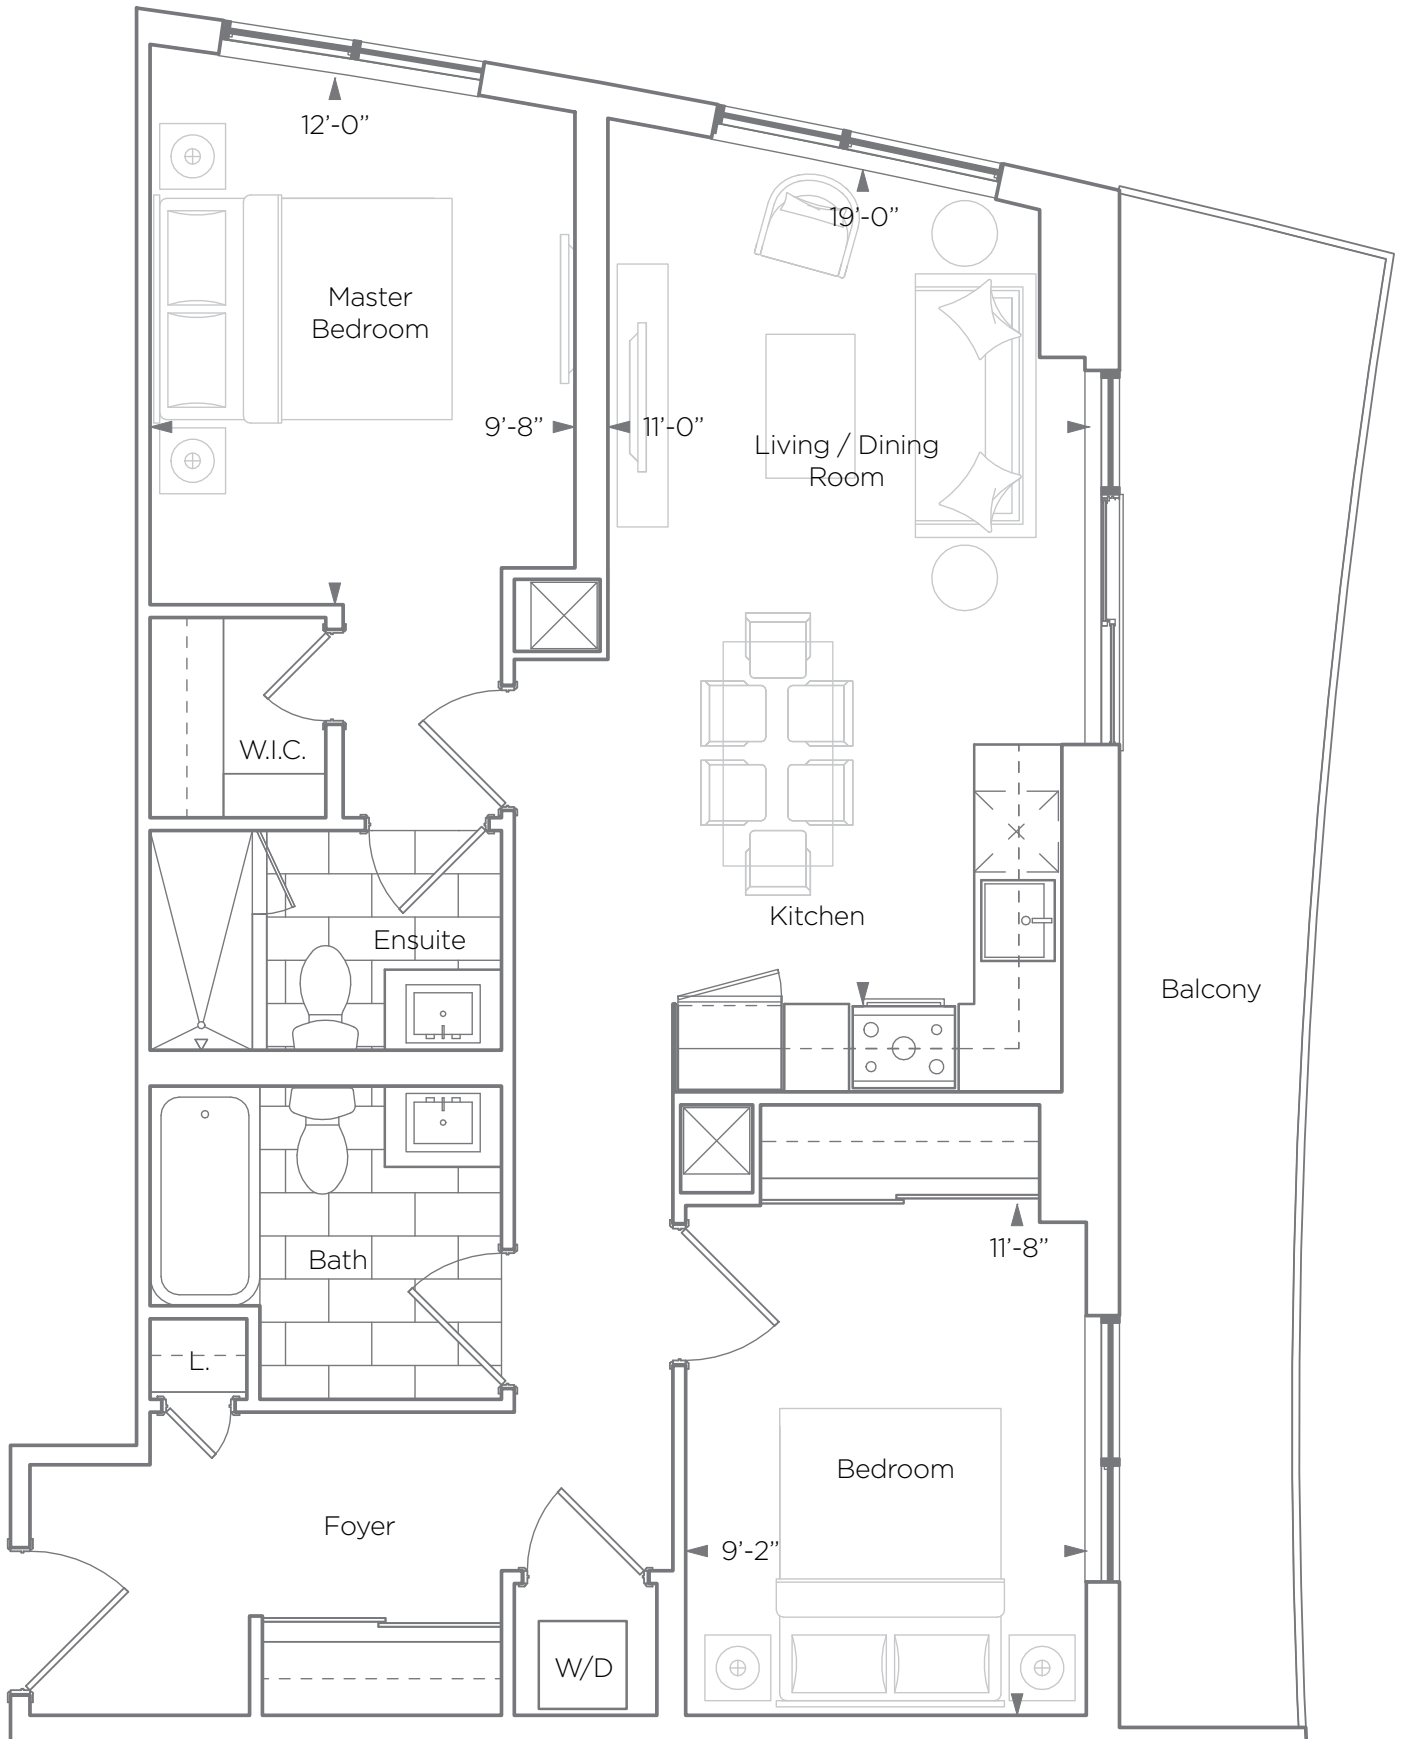 12'-0”
19'-0”
Master
Bedroom
9'-8”
11'-0”
Living / Dining
Room
W.I.C.
Kitchen
Ensuite
Balcony
11'-8”
Bath
L.
Bedroom
Foyer
9'-2”
W/D